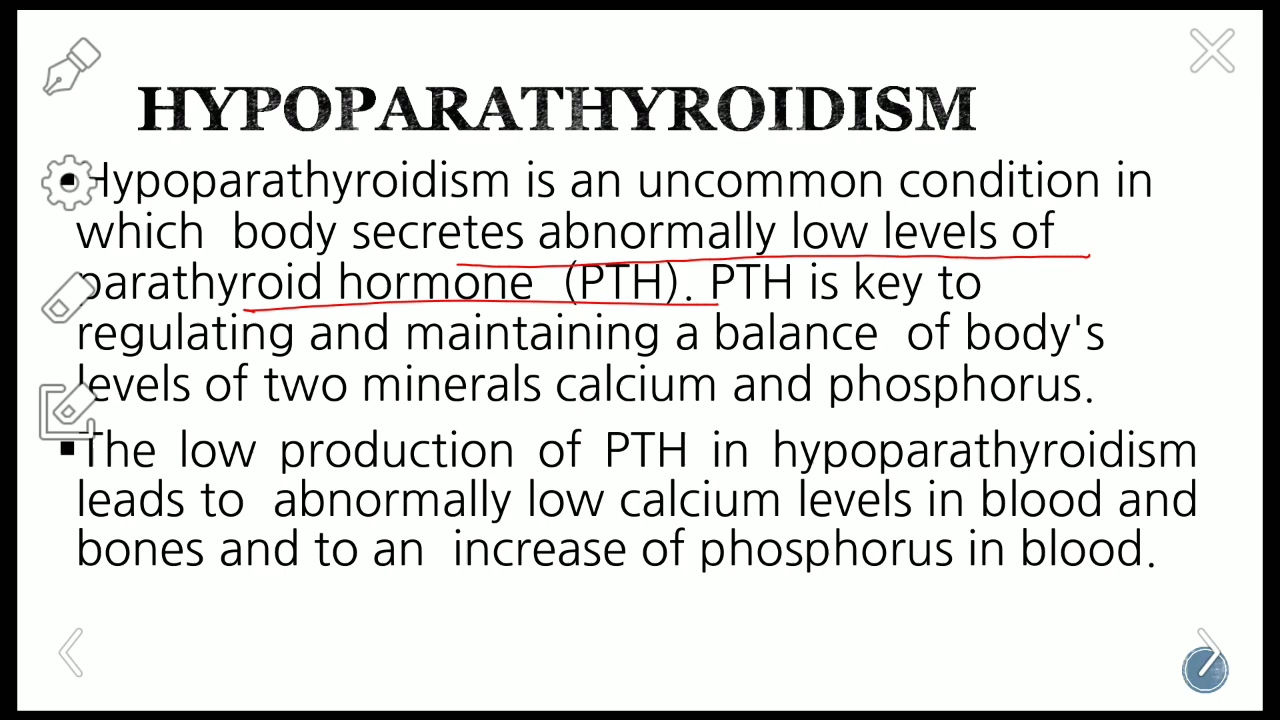 HYPOPARATHYROIDISM
▪Hypoparathyroidism is an uncommon condition in
which body secretes abnormally low levels of
parathyroid hormone (PTH). PTH is key to
regulating and maintaining a balance of body's
levels of two minerals calcium and phosphorus.
▪The low production of PTH in hypoparathyroidism
leads to abnormally low calcium levels in blood and
bones and to an increase of phosphorus in blood.